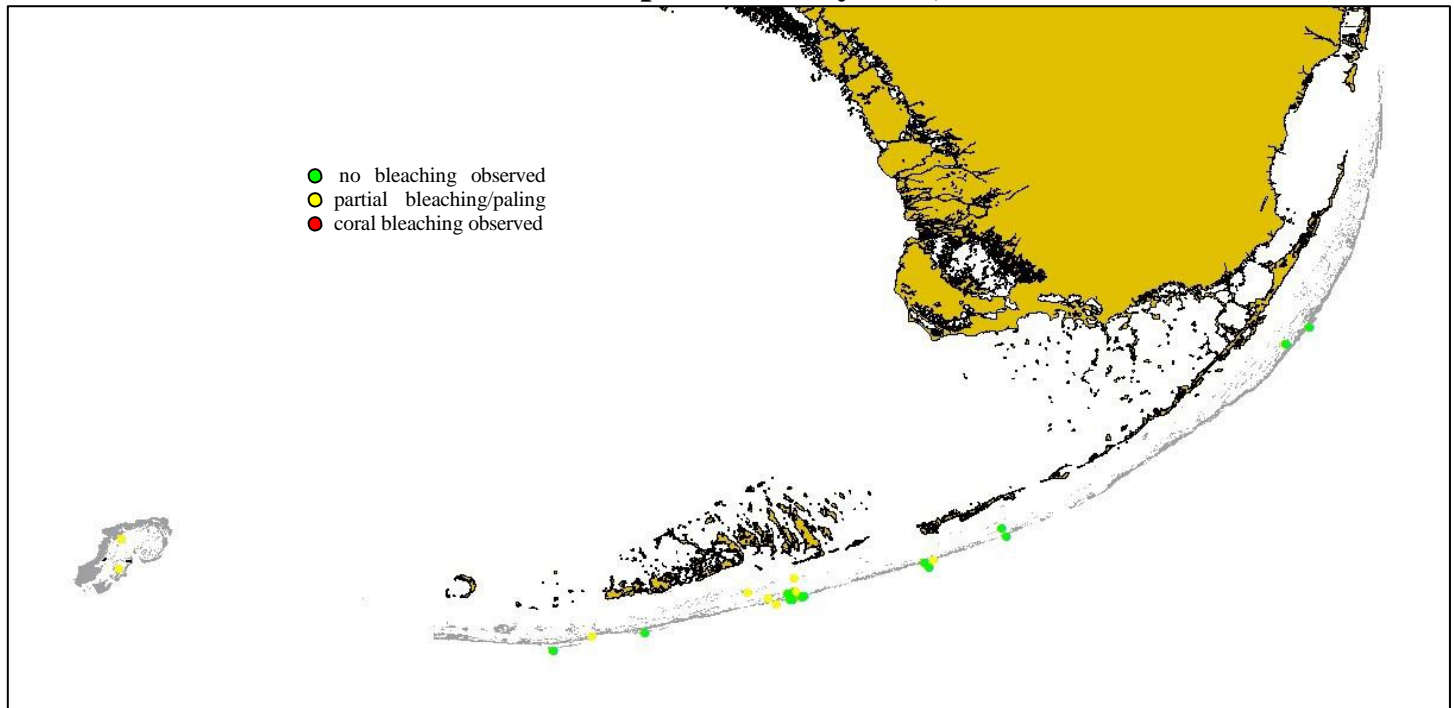 no bleaching observed
partial bleaching/paling
coral bleaching observed